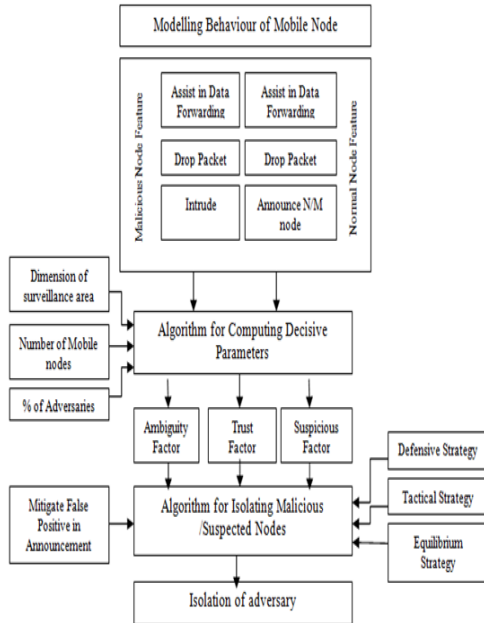 Modelling Behaviour of Mobile Node
Malicious Node Feature
Assist in Data
Forwarding
Assist in Data
Forwarding
Drop Packet
Drop Packet
Intrude
Announce N/M
node
Normal Node Feature
Dimension of
surveillance area
Number of Mobile
nodes
% of Adversaries
Algorithm for Computing Decisive
Parameters
Ambiguity
Factor
Trust
Factor
Suspicious
Factor
Mitigate False
Positive in
Announcement
Algorithm for Isolating Malicious
/Suspected Nodes
Defensive Strategy
Tactical Strategy
Equilibrium
Strategy
Isolation of adversary